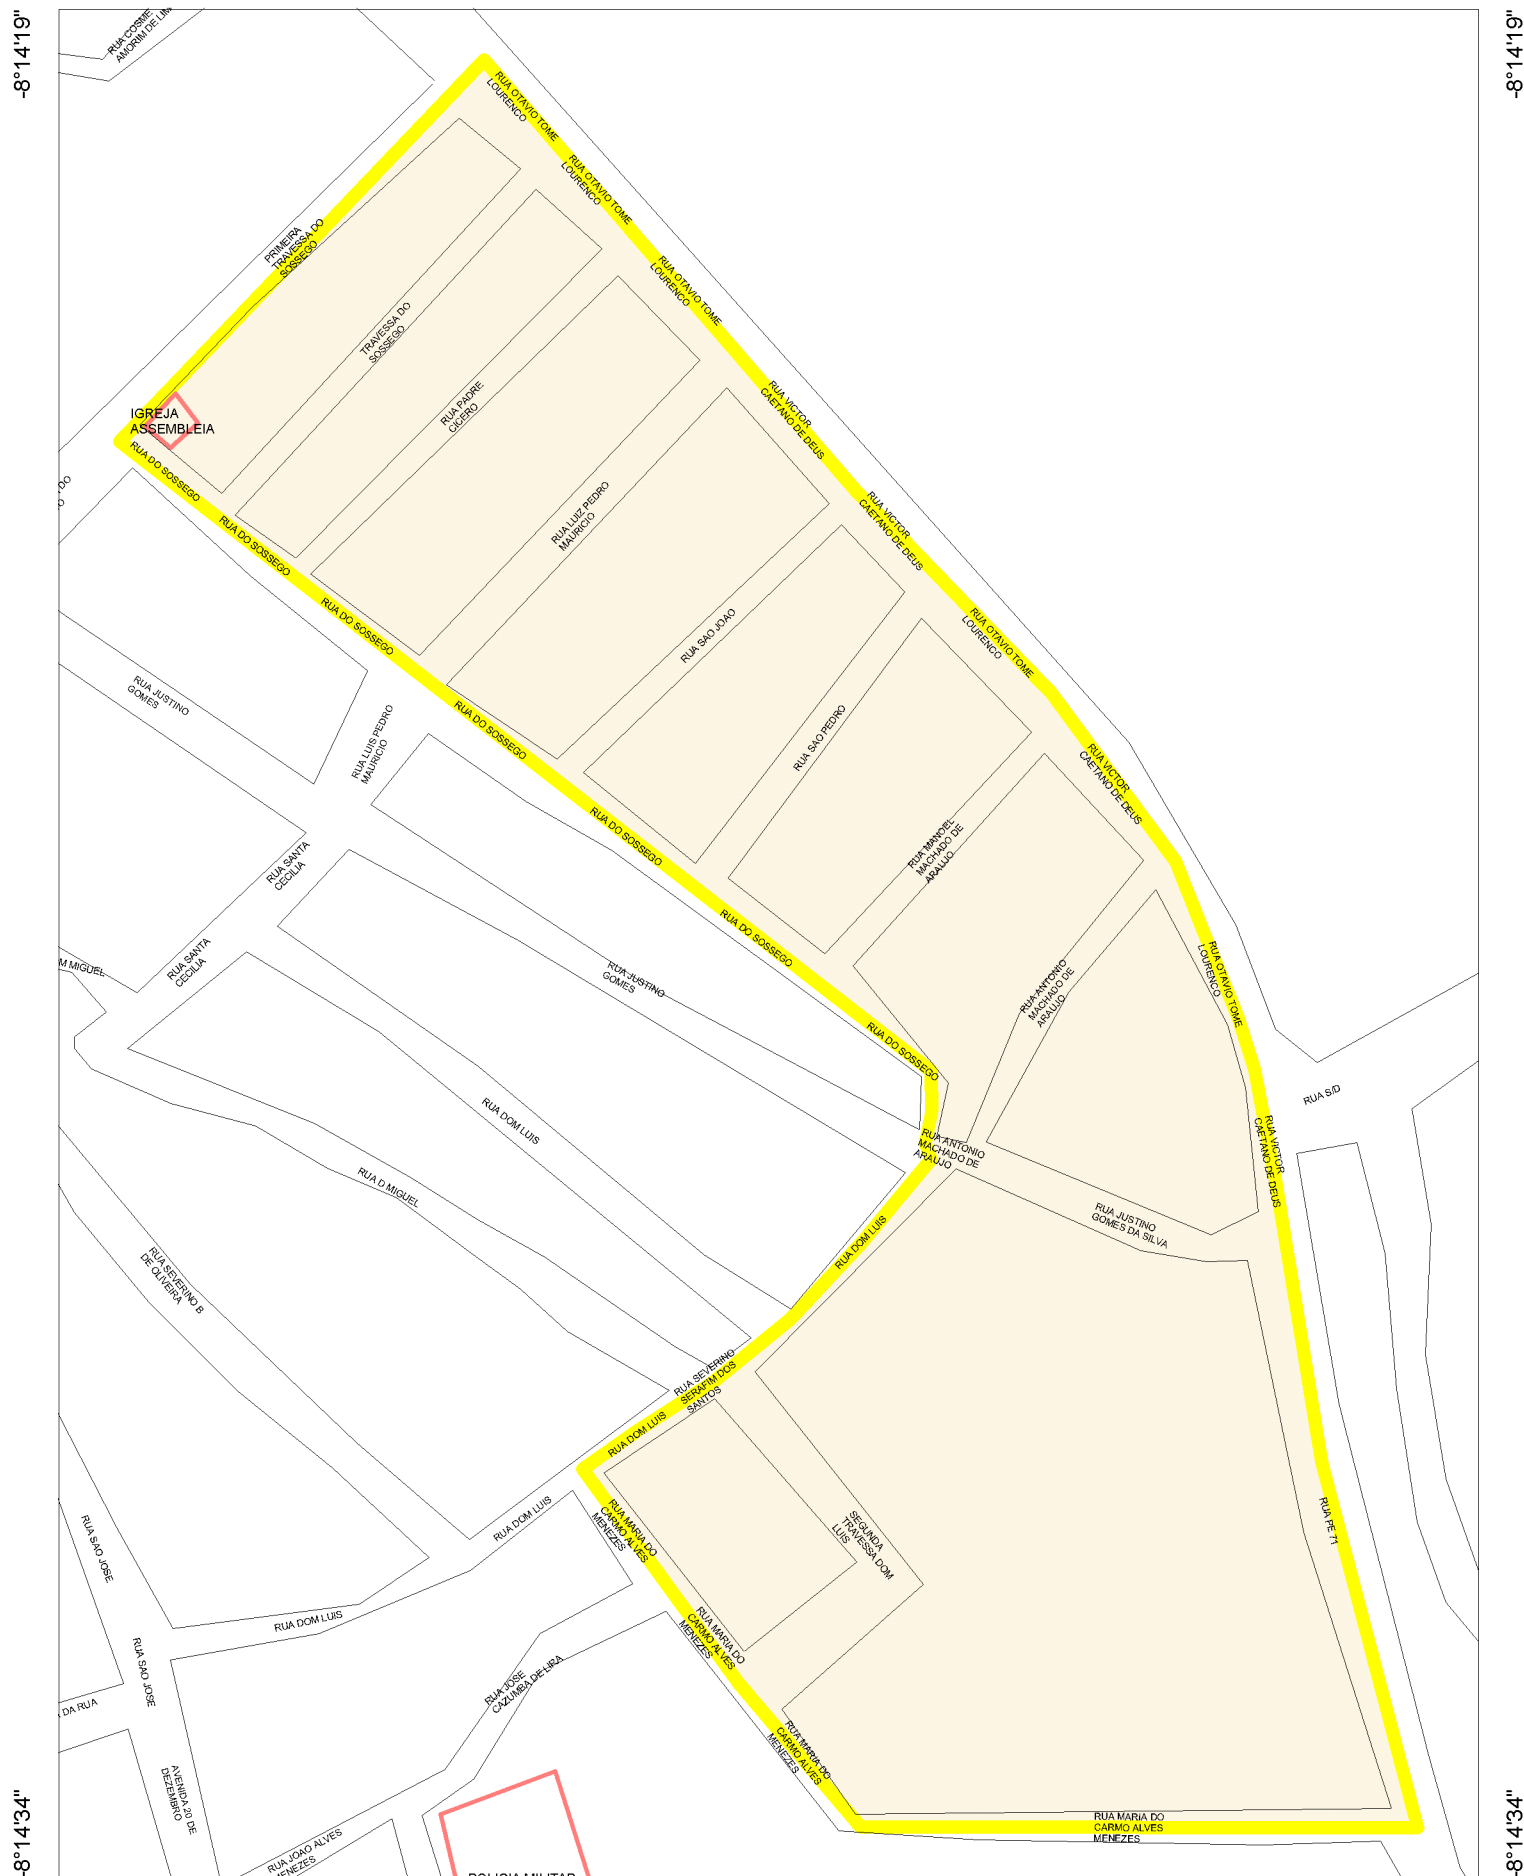 -8°14'19"
-8°14'19"
RUA COSME
AMORIM DE LIM
RUA OTAVIO TOME
LOURENCO
RUA OTAVIO TOME
LOURENCO
PRIMEIRA
TRAVESSA DO
SOSSEGO
RUA OTAVIO TOME
LOURENCO
TRAVESSA DO
SOSSEGO
RUA PADRE
CICERO
RUA VICTOR
CAETANO DE DEUS
IGREJA
ASSEMBLEIA
RUA DO SOSSEGO
RUA LUIZ PEDRO
MAURICIO
RUA VICTOR
CAETANO DE DEUS
RUA DO SOSSEGO
RUA DO SOSSEGO
RUA SAO JOAO
RUA OTAVIO TOME
LOURENCO
RUA JUSTINO
GOMES
RUA LUIS PEDRO
MAURICIO
RUA DO SOSSEGO
RUA SAO PEDRO
RUA VICTOR
CAETANO DE DEUS
RUA DO SOSSEGO
RUA MANOEL
MACHADO DE
ARAUJO
RUA SANTA
CECILIA
RUA DO SOSSEGO
RUA SANTA
CECILIA
M MIGUEL
RUA JUSTINO
GOMES
RUA ANTONIO
MACHADO DE
ARAUJO
RUA OTAVIO TOME
LOURENCO
RUA DO SOSSEGO
RUA S/D
RUA DOM LUIS
RUA ANTONIO
MACHADO DE
ARAUJO
RUA VICTOR
CAETANO DE DEUS
RUA D MIGUEL
RUA JUSTINO
GOMES DA SILVA
RUA DOM LUIS
RUA SEVERINO B
DE OLIVEIRA
RUA SEVERINO
SERAFIM DOS
SANTOS
RUA DOM LUIS
RUA DOM LUIS
RUA MARIA DO
CARMO ALVES
MENEZES
SEGUNDA
TRAVESSA DOM
LUIS
RUA PE 71
RUA SAO JOSE
RUA DOM LUIS
RUA MARIA DO
CARMO ALVES
MENEZES
RUA SAO JOSE
RUA JOSE
CAZUMBA DE LIRA
DA RUA
RUA MARIA DO
CARMO ALVES
MENEZES
AVENIDA 20 DE
DEZEMBRO
RUA MARIA DO
CARMO ALVES
MENEZES
RUA JOAO ALVES
MENEZES
POLICIA MILITAR
-8°14'34"
-8°14'34"